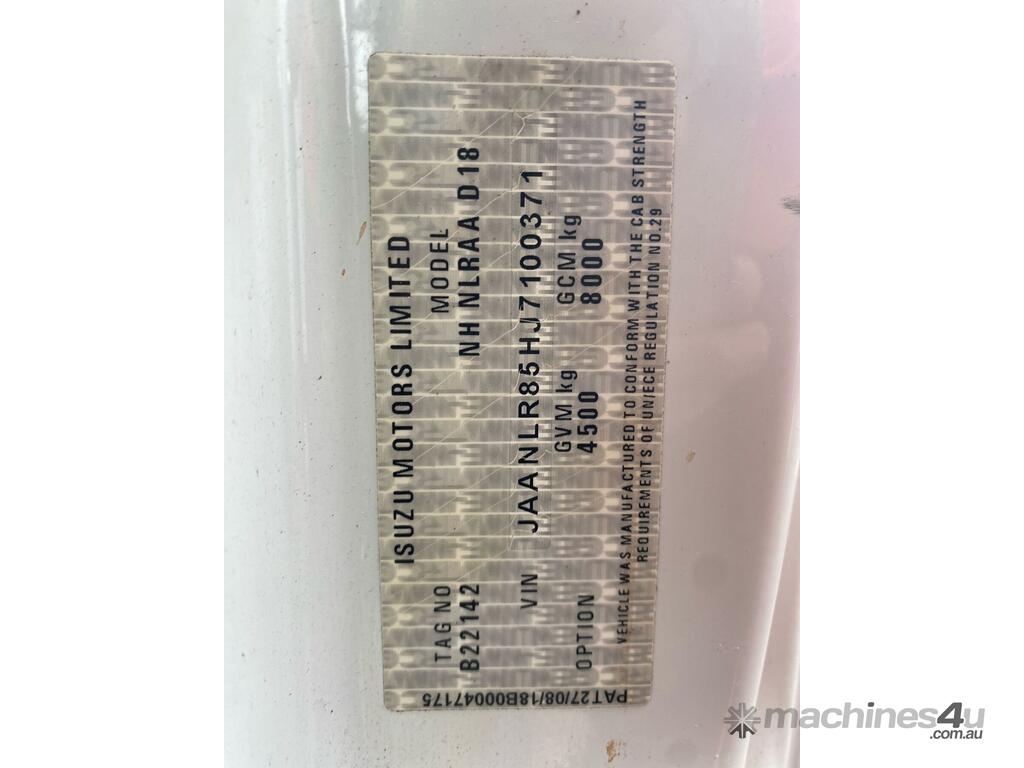 ISUZU MOTORS LIMITED
TAG NO MODEL
B22142 NH NLRAA D18
VIN JAANLR85HJ7100371
GVM kg GCM kg
OPTION 4500 8000
VEHICLE WAS MANUFACTURED TO CONFORM WITH THE CAB STRENGTH
REQUIREMENTS OF UN/ECE REGULATION NO.29
PAT27/08/18B00047175
machines4u
.com.au